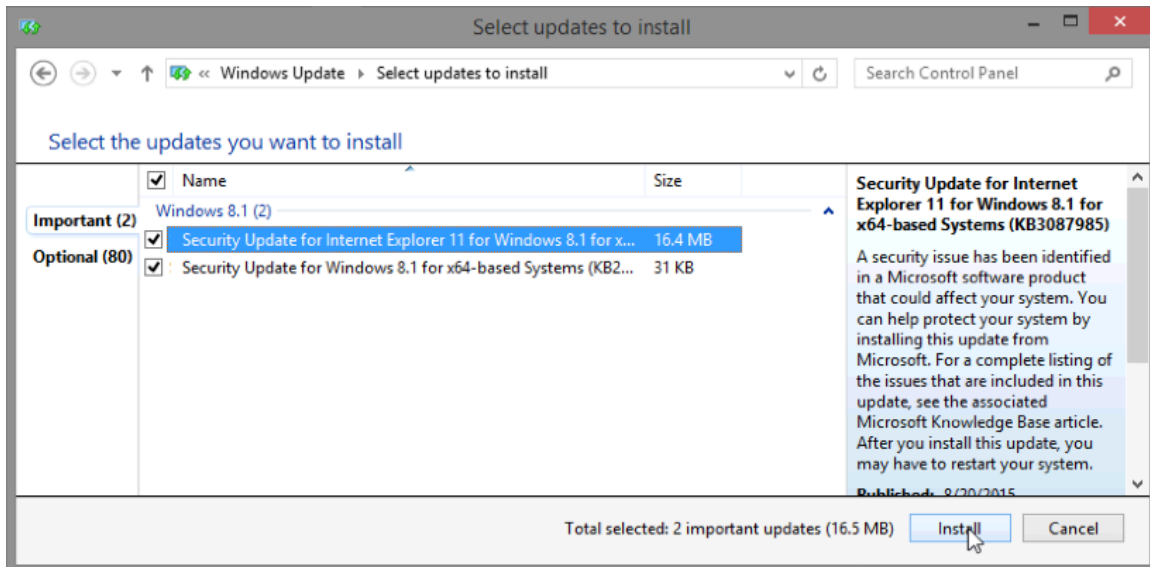 Select updates to install
« Windows Update ▸ Select updates to install
Search Control Panel
Select the updates you want to install
Name Size
Important (2)
Optional (80)
Windows 8.1 (2)
Security Update for Internet Explorer 11 for Windows 8.1 for x... 16.4 MB
Security Update for Windows 8.1 for x64-based Systems (KB2... 31 KB
Security Update for Internet
Explorer 11 for Windows 8.1 for
x64-based Systems (KB3087985)
A security issue has been identified
in a Microsoft software product
that could affect your system. You
can help protect your system by
installing this update from
Microsoft. For a complete listing of
the issues that are included in this
update, see the associated
Microsoft Knowledge Base article.
After you install this update, you
may have to restart your system.
Published: 8/20/2015
Total selected: 2 important updates (16.5 MB)
Install
Cancel